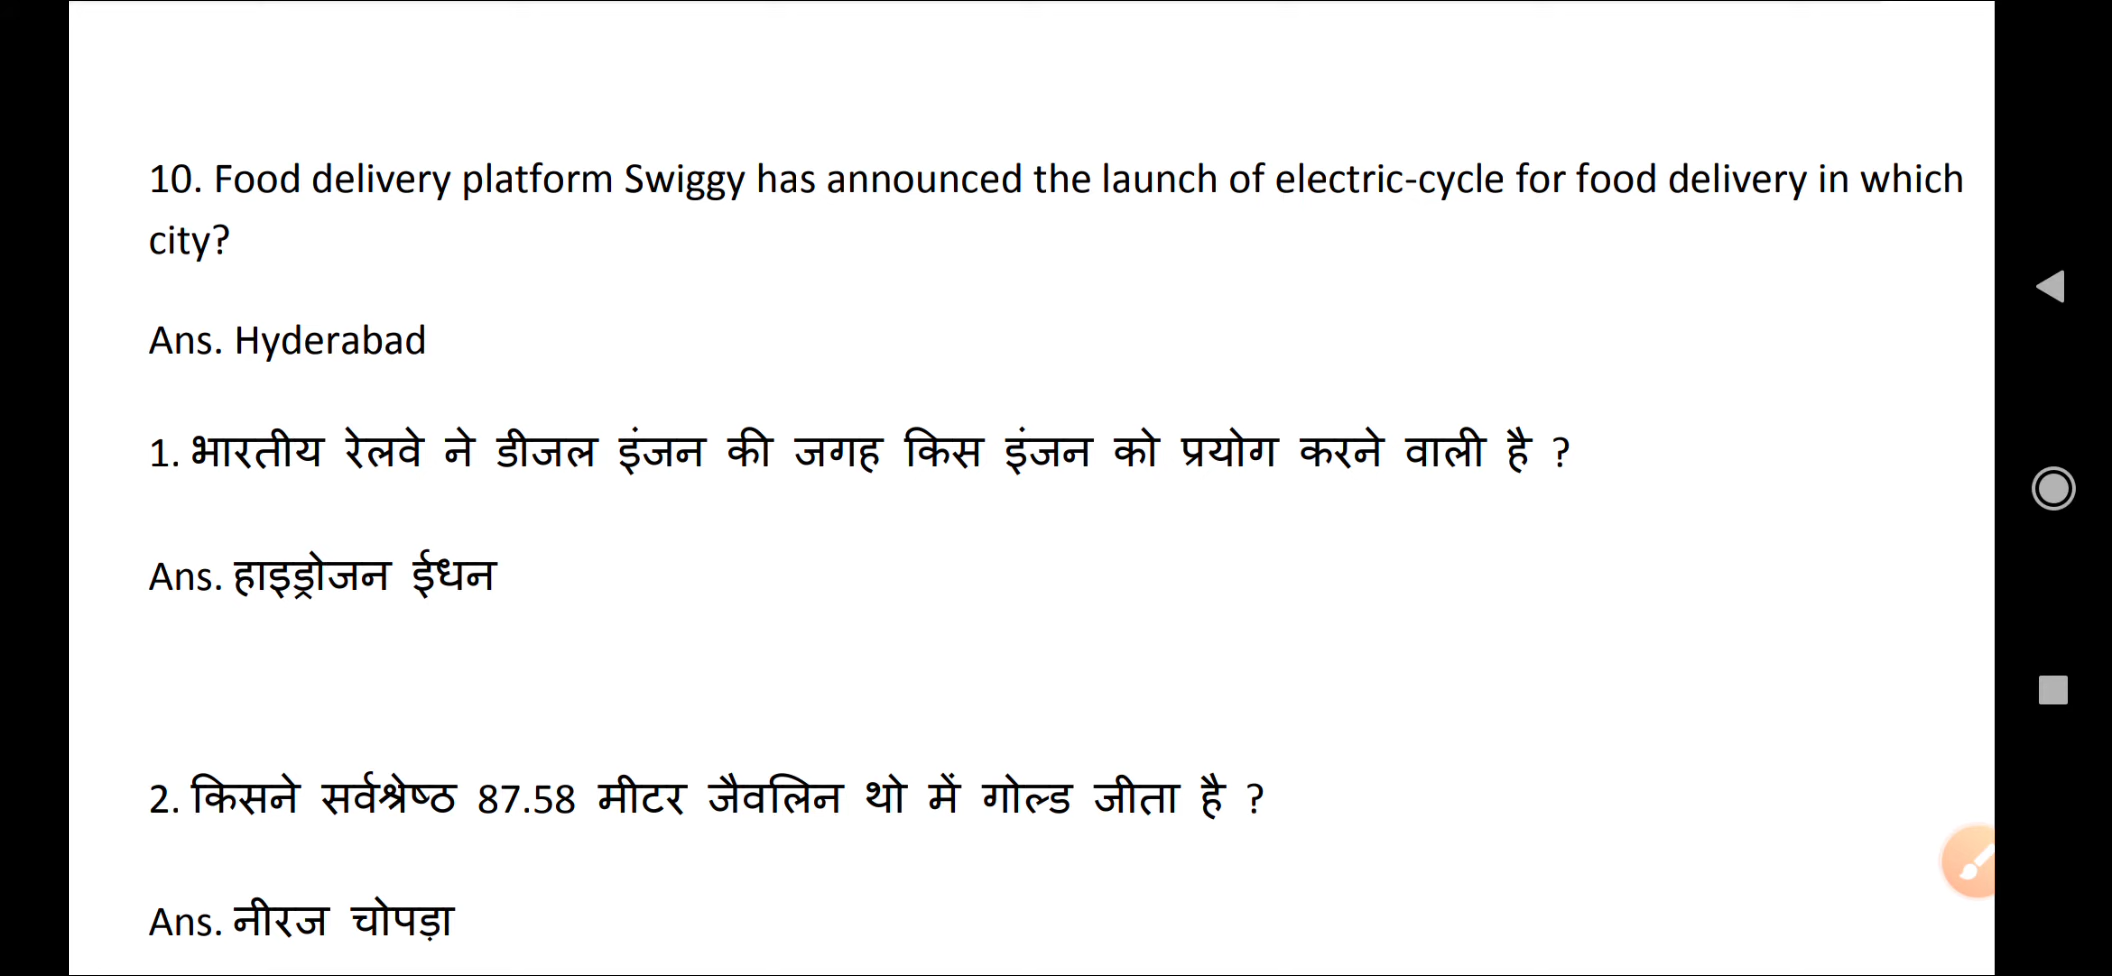 10. Food delivery platform Swiggy has announced the launch of electric-cycle for food delivery in which
city?
Ans. Hyderabad
1. भारतीय रेलवे ने डीजल इंजन की जगह किस इंजन को प्रयोग करने वाली है ?
Ans. हाइड्रोजन ईधन
2. किसने सर्वश्रेष्ठ 87.58 मीटर जैवलिन थो में गोल्ड जीता है ?
Ans. नीरज चोपड़ा